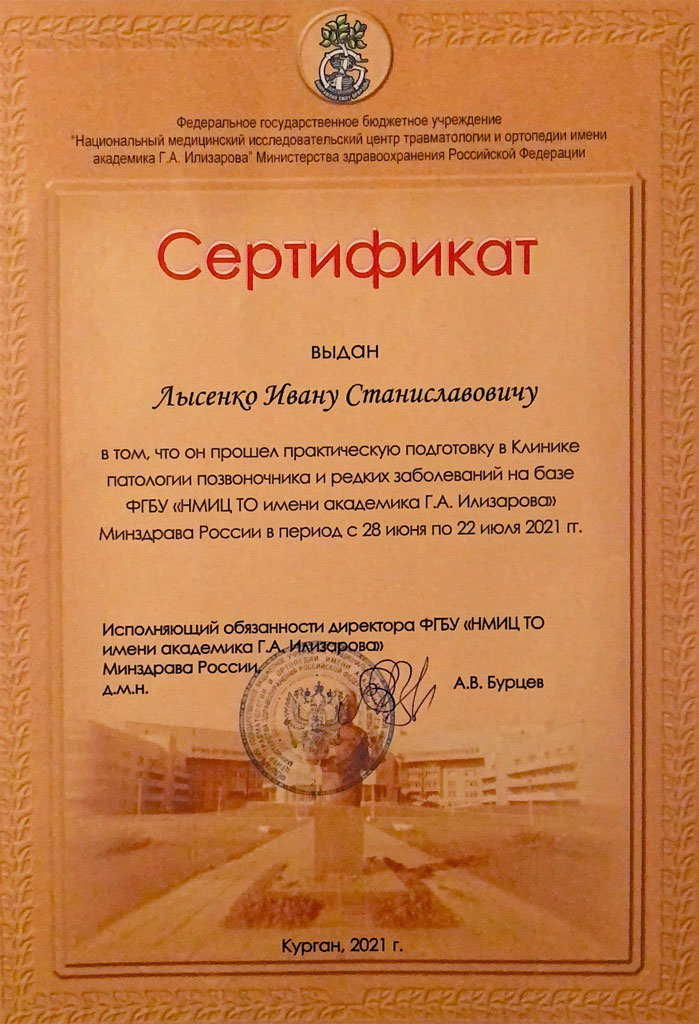 Федеральное государственное бюджетное учреждение
"Национальный медицинский исследовательский центр травматологии и ортопедии имени
академика Г.А. Илизарова" Министерства здравоохранения Российской Федерации
Сертификат
выдан
Лысенко Ивану Станиславовичу
в том, что он прошел практическую подготовку в Клинике
патологии позвоночника и редких заболеваний на базе
ФГБУ «НМИЦ ТО имени академика Г.А. Илизарова»
Минздрава России в период с 28 июня по 22 июля 2021 гг.
Исполняющий обязанности директора ФГБУ «НМИЦ ТО
имени академика Г.А. Илизарова»
Минздрава России,
д.м.н.
А.В. Бурцев
Курган, 2021 г.